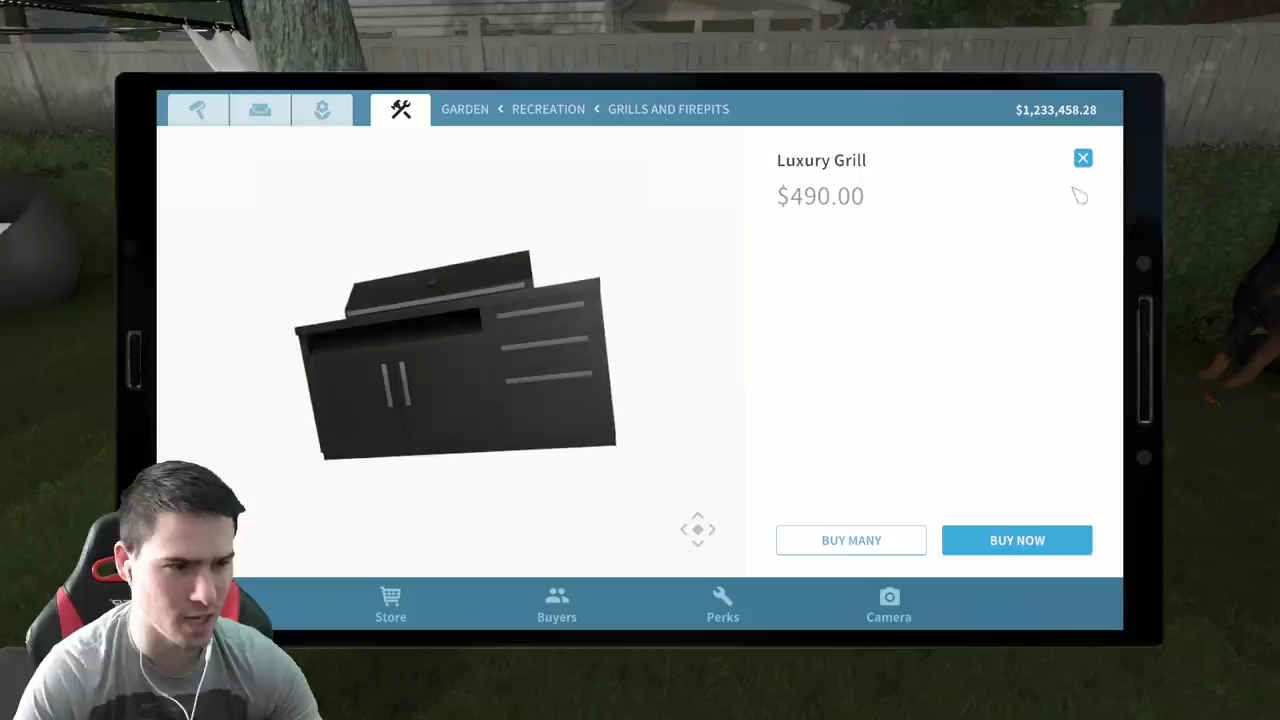 GARDEN < RECREATION < GRILLS AND FIREPITS
$1,233,458.28
Luxury Grill
$490.00
BUY MANY
BUY NOW
Store
Buyers
Perks
Camera